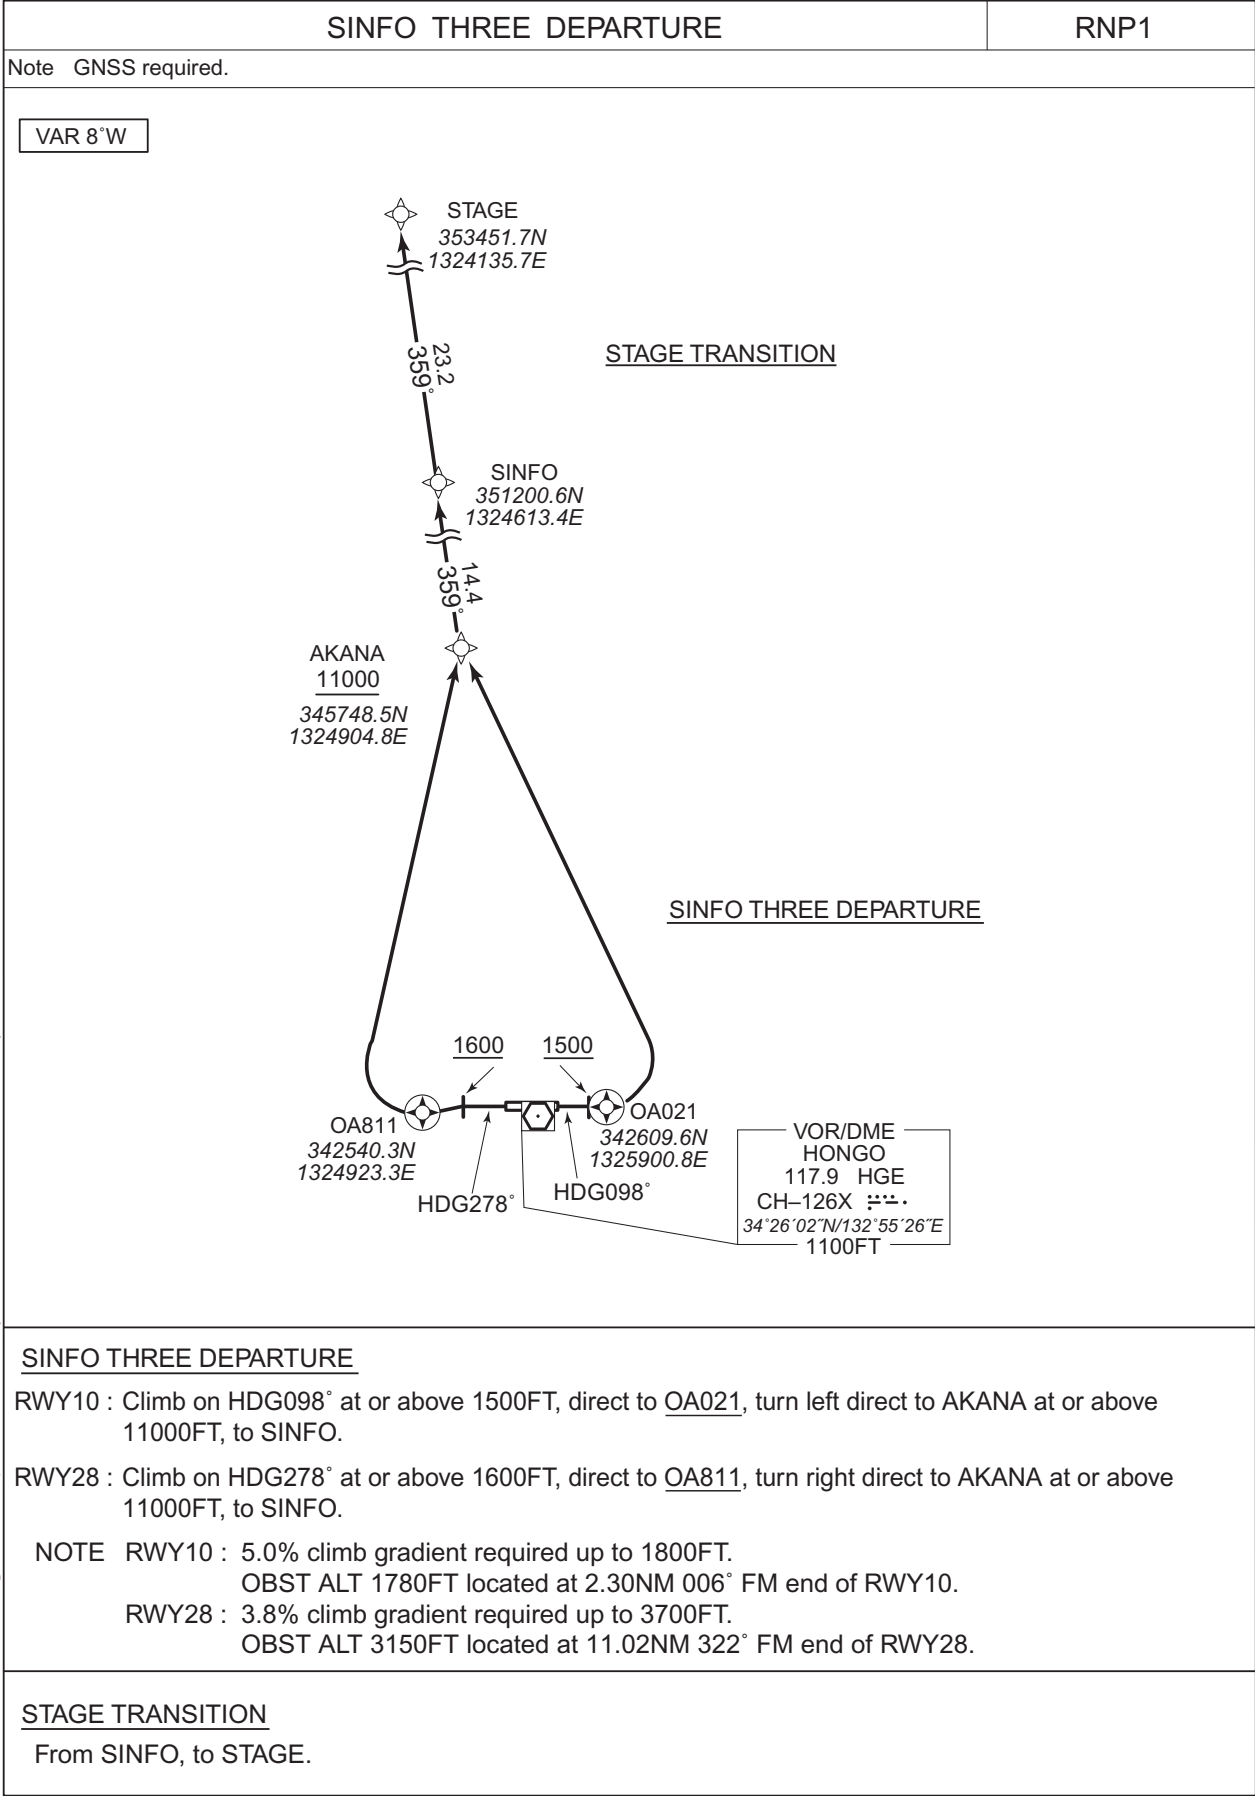 SINFO THREE DEPARTURE
RNP1
Note GNSS required.
VAR 8°W
STAGE
353451.7N
1324135.7E
23.2
359°
STAGE TRANSITION
SINFO
351200.6N
1324613.4E
14.4
359°
AKANA
11000
345748.5N
1324904.8E
SINFO THREE DEPARTURE
1600
1500
OA811
342540.3N
1324923.3E
OA021
342609.6N
1325900.8E
HDG278°
HDG098°
VOR/DME
HONGO
117.9 HGE
CH–126X
34°26′02″N/132°55′26″E
1100FT
SINFO THREE DEPARTURE
RWY10 : Climb on HDG098° at or above 1500FT, direct to OA021, turn left direct to AKANA at or above
11000FT, to SINFO.
RWY28 : Climb on HDG278° at or above 1600FT, direct to OA811, turn right direct to AKANA at or above
11000FT, to SINFO.
NOTE RWY10 : 5.0% climb gradient required up to 1800FT.
OBST ALT 1780FT located at 2.30NM 006° FM end of RWY10.
RWY28 : 3.8% climb gradient required up to 3700FT.
OBST ALT 3150FT located at 11.02NM 322° FM end of RWY28.
STAGE TRANSITION
From SINFO, to STAGE.